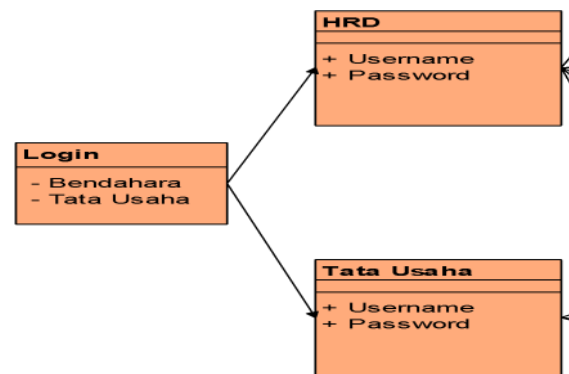 HRD
+ Username
+ Password
Login
- Bendahara
- Tata Usaha
Tata Usaha
+ Username
+ Password